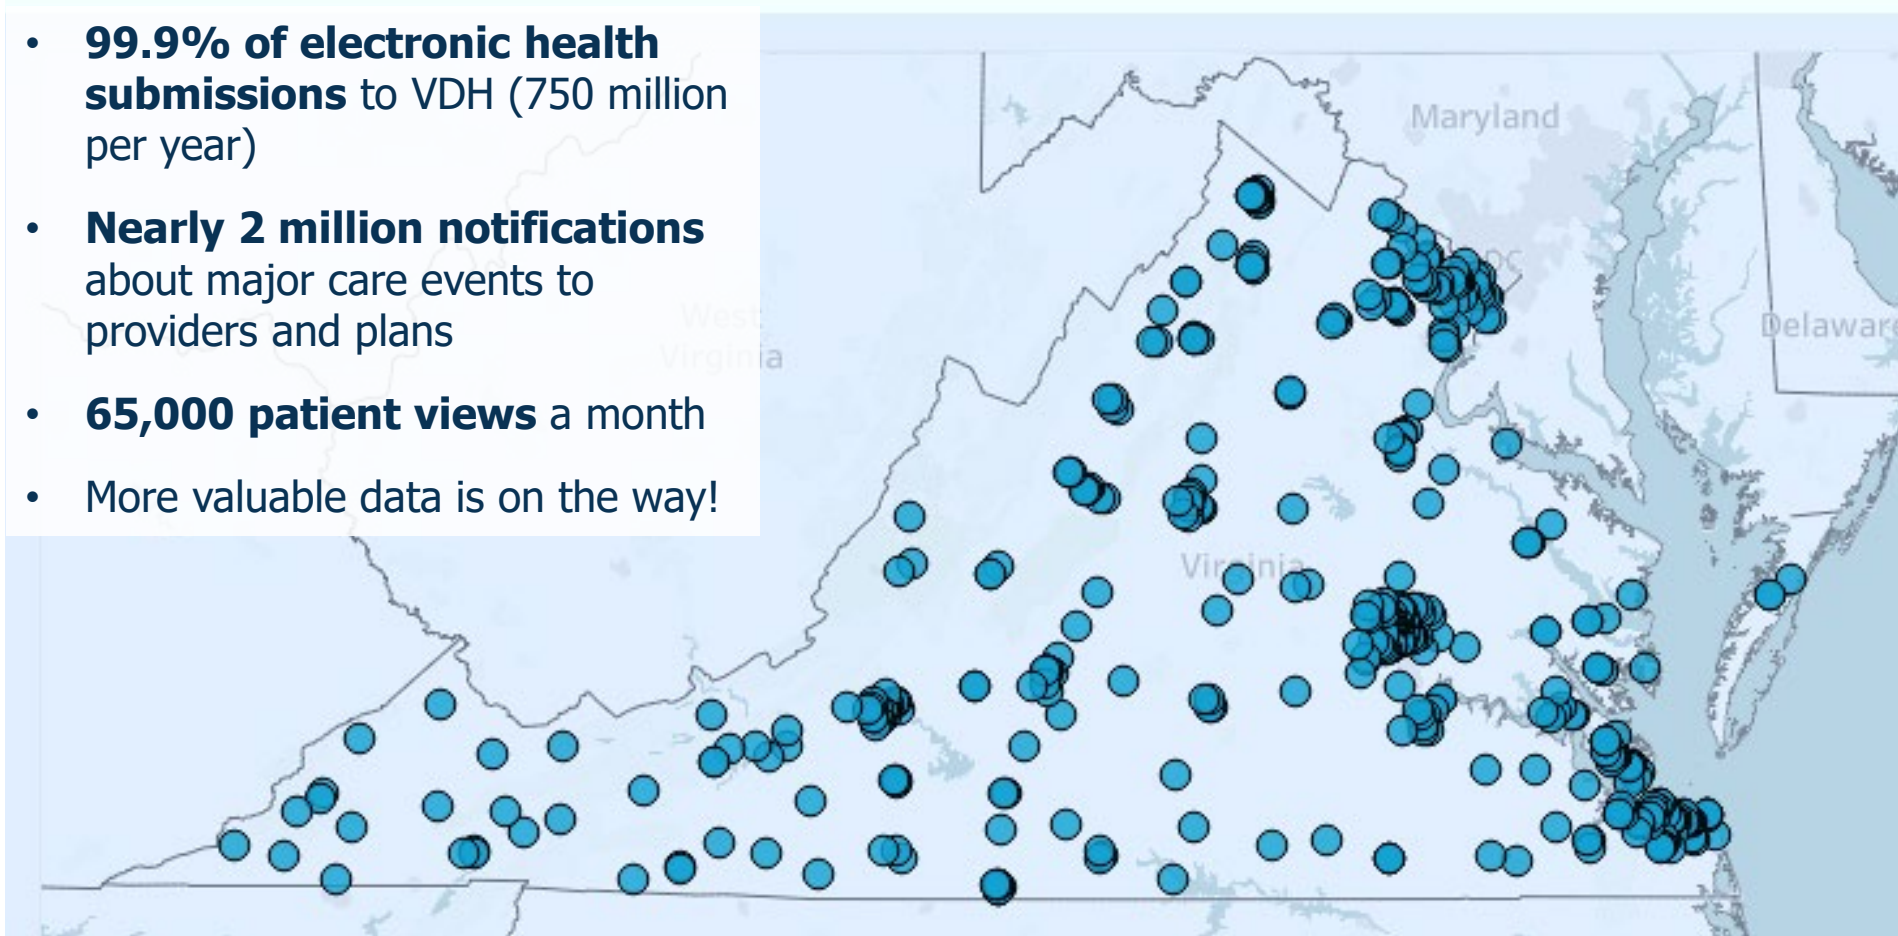 • 99.9% of electronic health
submissions to VDH (750 million
per year)
• Nearly 2 million notifications
about major care events to
providers and plans
• 65,000 patient views a month
• More valuable data is on the way!
Maryland
DC
West
Virginia
Delawar
Virginia